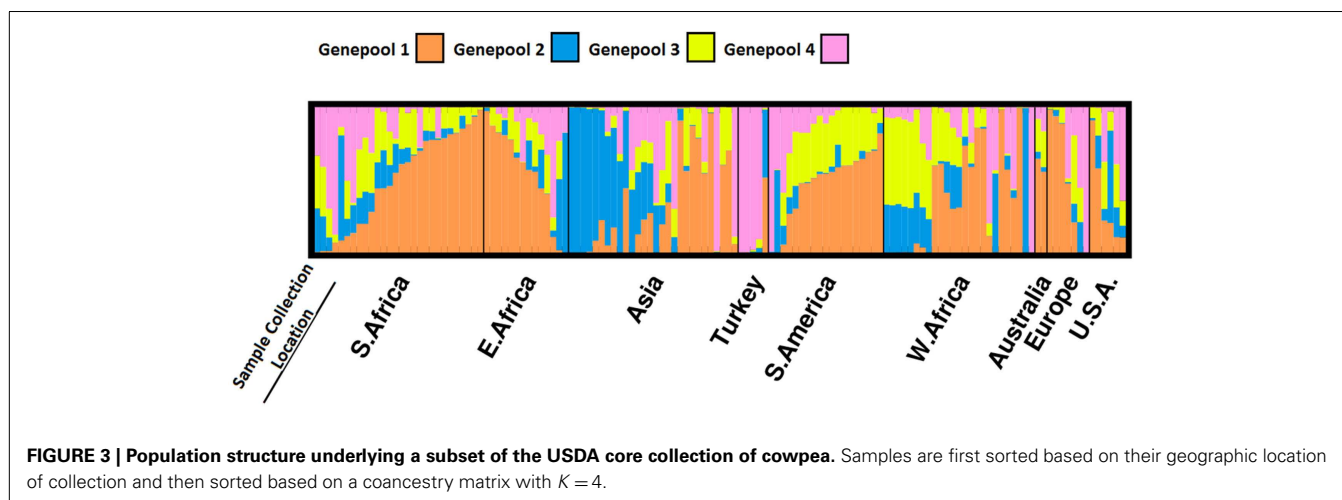 Genepool 1 Genepool 2 Genepool 3 Genepool 4
Sample Collection
Location
S.Africa
E.Africa
Asia
Turkey
S.America
W.Africa
Australia
Europe
U.S.A.
FIGURE 3 | Population structure underlying a subset of the USDA core collection of cowpea. Samples are first sorted based on their geographic location
of collection and then sorted based on a coancestry matrix with K = 4.